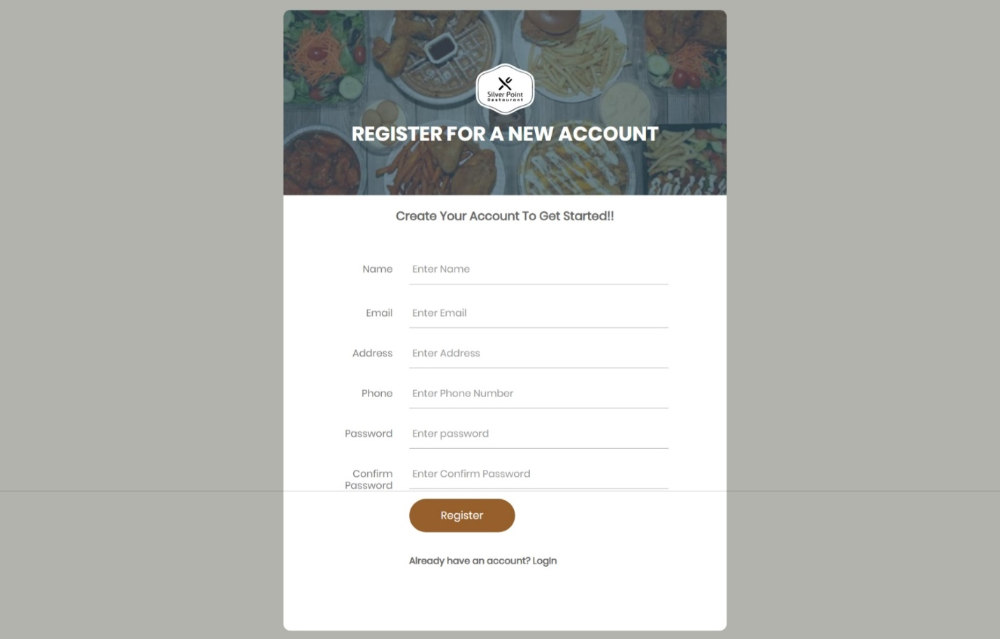 Silver Point
Restaurant
REGISTER FOR A NEW ACCOUNT
Create Your Account To Get Started!!
Name
Enter Name
Email
Enter Email
Address
Enter Address
Phone
Enter Phone Number
Password
Enter password
Confirm
Password
Enter Confirm Password
Register
Already have an account? Login